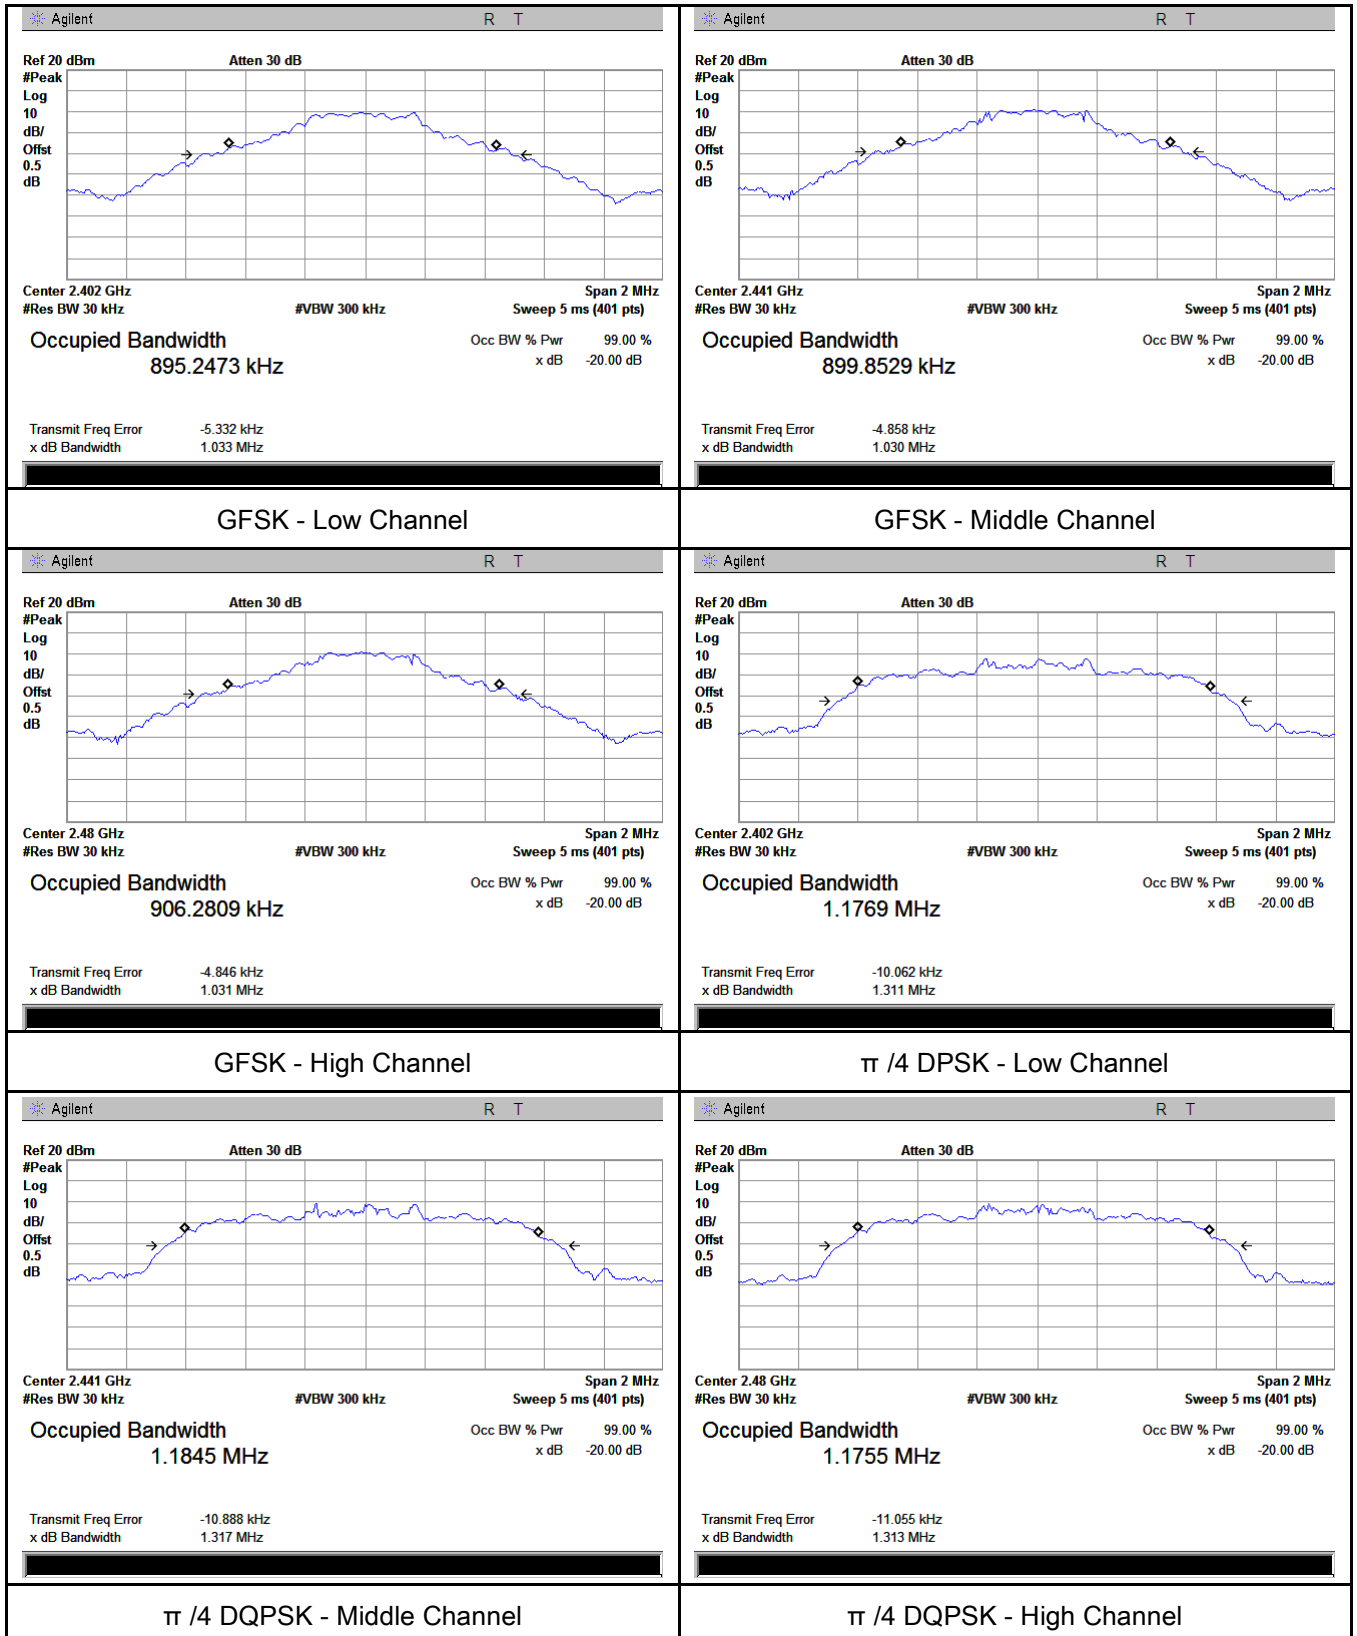 Agilent R T
Ref 20 dBm Atten 30 dB
#Peak
Log
10
dB/
Offst
0.5
dB
Center 2.402 GHz Span 2 MHz
#Res BW 30 kHz #VBW 300 kHz Sweep 5 ms (401 pts)
Occupied Bandwidth Occ BW % Pwr 99.00 %
895.2473 kHz x dB -20.00 dB
Transmit Freq Error -5.332 kHz
x dB Bandwidth 1.033 MHz
GFSK - Low Channel
Agilent R T
Ref 20 dBm Atten 30 dB
#Peak
Log
10
dB/
Offst
0.5
dB
Center 2.441 GHz Span 2 MHz
#Res BW 30 kHz #VBW 300 kHz Sweep 5 ms (401 pts)
Occupied Bandwidth Occ BW % Pwr 99.00 %
899.8529 kHz x dB -20.00 dB
Transmit Freq Error -4.858 kHz
x dB Bandwidth 1.030 MHz
GFSK - Middle Channel
Agilent R T
Ref 20 dBm Atten 30 dB
#Peak
Log
10
dB/
Offst
0.5
dB
Center 2.48 GHz Span 2 MHz
#Res BW 30 kHz #VBW 300 kHz Sweep 5 ms (401 pts)
Occupied Bandwidth Occ BW % Pwr 99.00 %
906.2809 kHz x dB -20.00 dB
Transmit Freq Error -4.846 kHz
x dB Bandwidth 1.031 MHz
GFSK - High Channel
Agilent R T
Ref 20 dBm Atten 30 dB
#Peak
Log
10
dB/
Offst
0.5
dB
Center 2.402 GHz Span 2 MHz
#Res BW 30 kHz #VBW 300 kHz Sweep 5 ms (401 pts)
Occupied Bandwidth Occ BW % Pwr 99.00 %
1.1769 MHz x dB -20.00 dB
Transmit Freq Error -10.062 kHz
x dB Bandwidth 1.311 MHz
π /4 DPSK - Low Channel
Agilent R T
Ref 20 dBm Atten 30 dB
#Peak
Log
10
dB/
Offst
0.5
dB
Center 2.441 GHz Span 2 MHz
#Res BW 30 kHz #VBW 300 kHz Sweep 5 ms (401 pts)
Occupied Bandwidth Occ BW % Pwr 99.00 %
1.1845 MHz x dB -20.00 dB
Transmit Freq Error -10.888 kHz
x dB Bandwidth 1.317 MHz
π /4 DQPSK - Middle Channel
Agilent R T
Ref 20 dBm Atten 30 dB
#Peak
Log
10
dB/
Offst
0.5
dB
Center 2.48 GHz Span 2 MHz
#Res BW 30 kHz #VBW 300 kHz Sweep 5 ms (401 pts)
Occupied Bandwidth Occ BW % Pwr 99.00 %
1.1755 MHz x dB -20.00 dB
Transmit Freq Error -11.055 kHz
x dB Bandwidth 1.313 MHz
π /4 DQPSK - High Channel